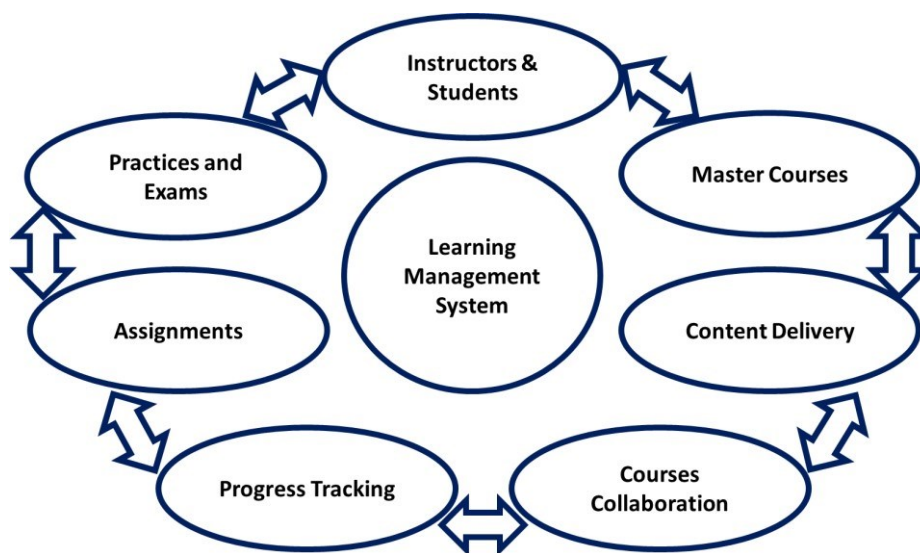 Instructors &
Students
Practices and
Exams
Master Courses
Learning
Management
System
Assignments
Content Delivery
Progress Tracking
Courses
Collaboration